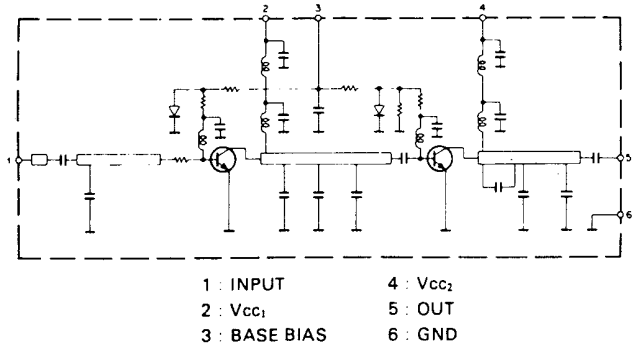 2 3 4
1
5
6
1 : INPUT 4 : Vcc₂
2 : Vcc₁ 5 : OUT
3 : BASE BIAS 6 : GND